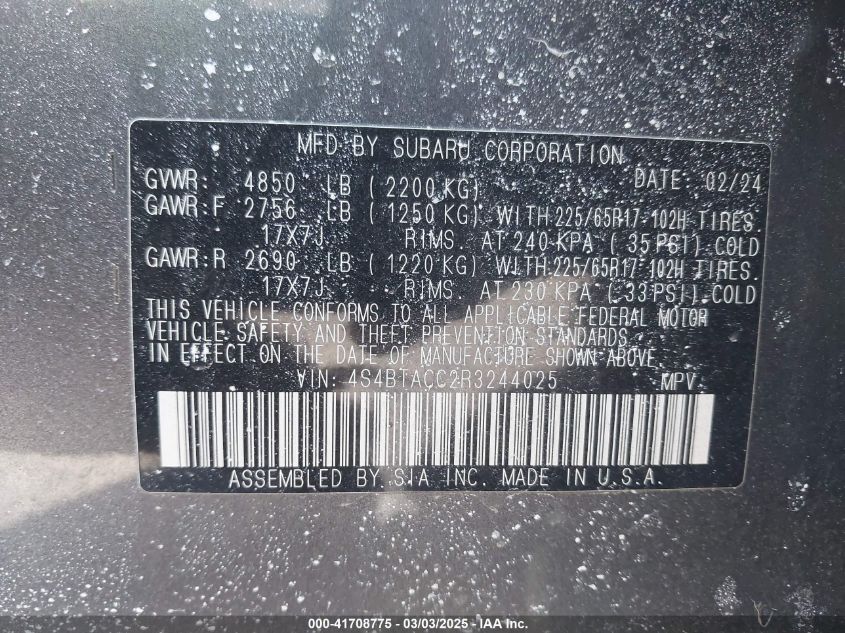 MFD BY SUBARU CORPORATION
GVWR: 4850 LB (2200 KG) DATE: 02/24
GAWR:F 2756 LB (1250 KG) WITH 225/65R17 102H TIRES
17X7J RIMS. AT 240 KPA (35 PSI) COLD
GAWR:R 2690 LB (1220 KG) WITH 225/65R17 102H TIRES
17X7J RIMS. AT 230 KPA (33 PSI) COLD
THIS VEHICLE CONFORMS TO ALL APPLICABLE FEDERAL MOTOR
VEHICLE SAFETY AND THEFT PREVENTION STANDARDS
IN EFFECT ON THE DATE OF MANUFACTURE SHOWN ABOVE
VIN: 4S4BTACC2R3244025 MPV
ASSEMBLED BY SIA INC. MADE IN U.S.A.
000-41708775 - 03/03/2025 - IAA Inc.